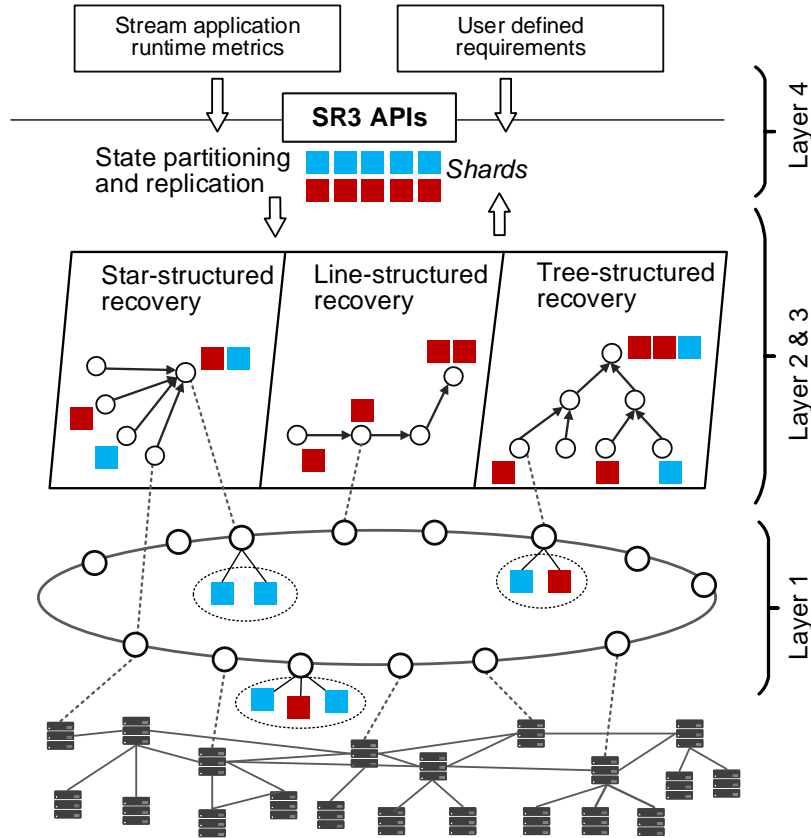 Stream application
runtime metrics
User defined
requirements
SR3 APIs
Layer 4
State partitioning
and replication
Shards
Star-structured
recovery
Line-structured
recovery
Tree-structured
recovery
Layer 2 & 3
Layer 1